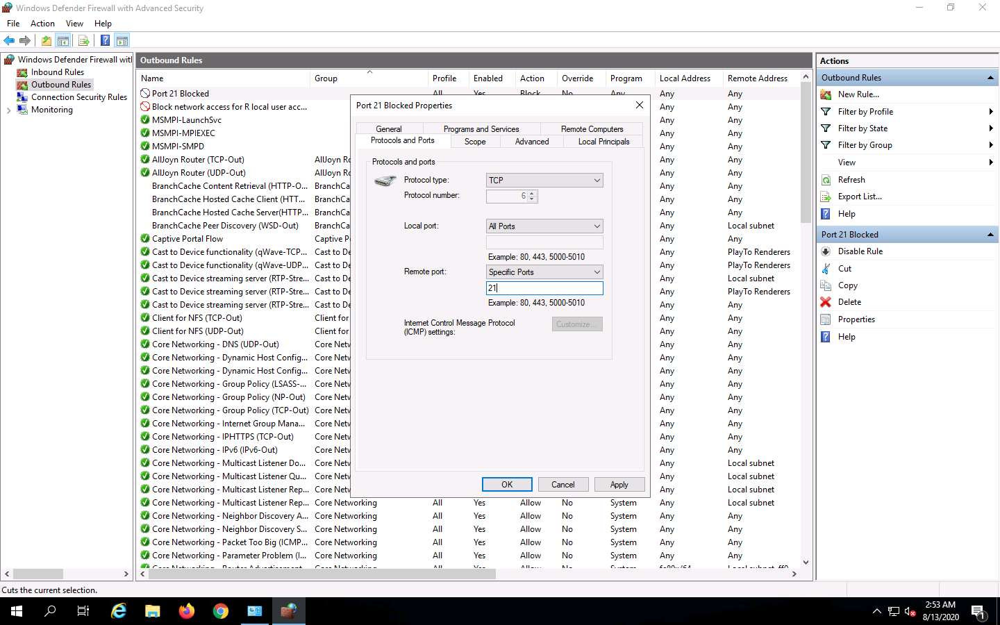 Windows Defender Firewall with Advanced Security
File Action View Help
Windows Defender Firewall witl
Inbound Rules
Outbound Rules
Connection Security Rules
Monitoring
Outbound Rules
Name Group Profile Enabled Action Override Program Local Address Remote Address
Port 21 Blocked All Yes Block No Any Any Any
Block network access for R local user acc... Any Any
MSMPI-LaunchSvc Any Any
MSMPI-MPIEXEC Any Any
MSMPI-SMPD Any Any
AllJoyn Router (TCP-Out) AllJoyn Ro Any Any
AllJoyn Router (UDP-Out) AllJoyn Ro Any Any
BranchCache Content Retrieval (HTTP-O... BranchCa Any Any
BranchCache Hosted Cache Client (HTT... BranchCa Any Any
BranchCache Hosted Cache Server(HTTP... BranchCa Any Any
BranchCache Peer Discovery (WSD-Out) BranchCa Any Local subnet
Captive Portal Flow Captive P Any Any
Cast to Device functionality (qWave-TCP... Cast to De Any PlayTo Renderers
Cast to Device functionality (qWave-UDP... Cast to De Any PlayTo Renderers
Cast to Device streaming server (RTP-Stre... Cast to De Any Local subnet
Cast to Device streaming server (RTP-Stre... Cast to De Any PlayTo Renderers
Cast to Device streaming server (RTP-Stre... Cast to De Any Any
Client for NFS (TCP-Out) Client for Any Any
Client for NFS (UDP-Out) Client for Any Any
Core Networking - DNS (UDP-Out) Core Netw Any Any
Core Networking - Dynamic Host Config... Core Netw Any Any
Core Networking - Dynamic Host Config... Core Netw Any Any
Core Networking - Group Policy (LSASS-... Core Netw Any Any
Core Networking - Group Policy (NP-Out) Core Netw Any Any
Core Networking - Group Policy (TCP-Out) Core Netw Any Any
Core Networking - Internet Group Mana... Core Netw Any Any
Core Networking - IPHTTPS (TCP-Out) Core Netw Any Any
Core Networking - IPv6 (IPv6-Out) Core Netw Any Any
Core Networking - Multicast Listener Do... Core Netw Any Local subnet
Core Networking - Multicast Listener Qu... Core Netw Any Local subnet
Core Networking - Multicast Listener Rep... Core Netw Any Local subnet
Core Networking - Multicast Listener Rep... Core Networking All Yes Allow No System Any Local subnet
Core Networking - Neighbor Discovery A... Core Networking All Yes Allow No System Any Any
Core Networking - Neighbor Discovery S... Core Networking All Yes Allow No System Any Any
Core Networking - Packet Too Big (ICMP... Core Networking All Yes Allow No System Any Any
Core Networking - Parameter Problem (I... Core Networking All Yes Allow No System Any Any
Port 21 Blocked Properties
General Programs and Services Remote Computers
Protocols and Ports Scope Advanced Local Principals
Protocols and ports
Protocol type: TCP
Protocol number: 6
Local port: All Ports
Example: 80, 443, 5000-5010
Remote port: Specific Ports
21
Example: 80, 443, 5000-5010
Internet Control Message Protocol
(ICMP) settings:
Customize...
OK Cancel Apply
Actions
Outbound Rules
New Rule...
Filter by Profile
Filter by State
Filter by Group
View
Refresh
Export List...
Help
Port 21 Blocked
Disable Rule
Cut
Copy
Delete
Properties
Help
Cuts the current selection.
2:53 AM
8/13/2020
1